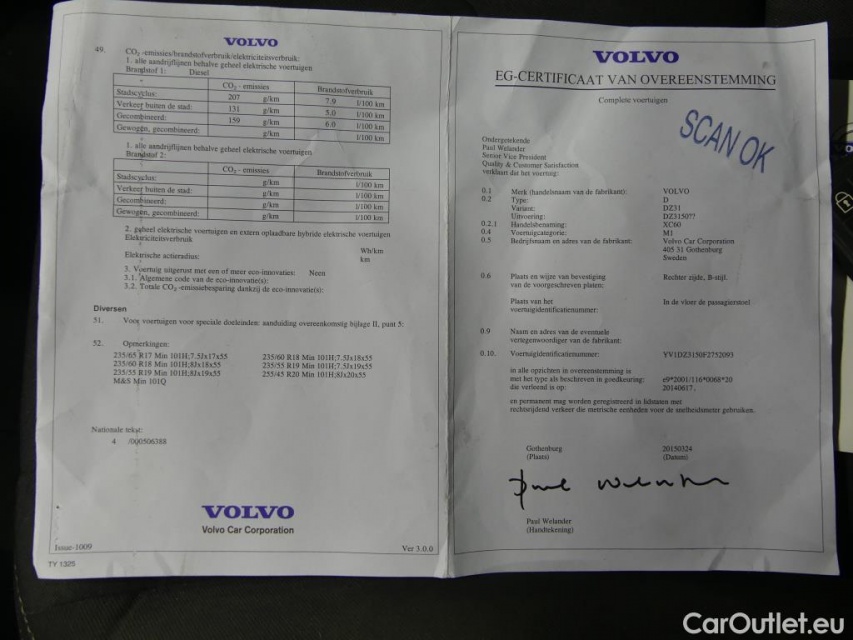 VOLVO
49. CO2 -emissies/brandstofverbruik/elektriciteitsverbruik:
1. alle aandrijflijnen behalve geheel elektrische voertuigen
Brandstof 1: Diesel
CO2 - emissies Brandstofverbruik
Stadscyclus: 207 g/km 7.9 l/100 km
Verkeer buiten de stad: 131 g/km 5.0 l/100 km
Gecombineerd: 159 g/km 6.0 l/100 km
Gewogen, gecombineerd: g/km l/100 km
1. alle aandrijflijnen behalve geheel elektrische voertuigen
Brandstof 2:
CO2 - emissies Brandstofverbruik
Stadscyclus: g/km l/100 km
Verkeer buiten de stad: g/km l/100 km
Gecombineerd: g/km l/100 km
Gewogen, gecombineerd: g/km l/100 km
2. geheel elektrische voertuigen en extern oplaadbare hybride elektrische voertuigen
Elektriciteitsverbruik Wh/km
Elektrische actieradius: km
3. Voertuig uitgerust met een of meer eco-innovaties: Neen
3.1. Algemene code van de eco-innovatie(s):
3.2. Totale CO2 -emissiebesparing dankzij de eco-innovatie(s):
Diversen
51. Voor voertuigen voor speciale doeleinden: aanduiding overeenkomstig bijlage II, punt 5:
52. Opmerkingen:
235/65 R17 Min 101H;7.5Jx17x55 235/60 R18 Min 101H;7.5Jx18x55
235/60 R18 Min 101H;8Jx18x55 235/55 R19 Min 101H;7.5Jx19x55
235/55 R19 Min 101H;8Jx19x55 255/45 R20 Min 101H;8Jx20x55
M&S Min 101Q
Nationale tekst:
4 /000506388
VOLVO
Volvo Car Corporation
Issue-1009 Ver 3.0.0
TY 1325
VOLVO
EG-CERTIFICAAT VAN OVEREENSTEMMING
Complete voertuigen
SCAN OK
Ondergetekende
Paul Welander
Senior Vice President
Quality & Customer Satisfaction
verklaart dat het voertuig:
0.1 Merk (handelsnaam van de fabrikant): VOLVO
0.2 Type: D
Variant: DZ31
Uitvoering: DZ3150??
0.2.1 Handelsbenaming: XC60
0.4 Voertuigcategorie: M1
0.5 Bedrijfsnaam en adres van de fabrikant: Volvo Car Corporation
405 31 Gothenburg
Sweden
0.6 Plaats en wijze van bevestiging Rechter zijde, B-stijl.
van de voorgeschreven platen:
Plaats van het In de vloer de passagierstoel
voertuigidentificatienummer:
0.9 Naam en adres van de eventuele
vertegenwoordiger van de fabrikant:
0.10. Voertuigidentificatienummer: YV1DZ3150F2752093
in alle opzichten in overeenstemming is
met het type als beschreven in goedkeuring: e9*2001/116*0068*20
die verleend is op: 20140617.
en permanent mag worden geregistreerd in lidstaten met
rechtsrijdend verkeer die metrische eenheden voor de snelheidsmeter gebruiken.
Gothenburg 20150324
(Plaats) (Datum)
Paul Welander
Paul Welander
(Handtekening)
CarOutlet.eu